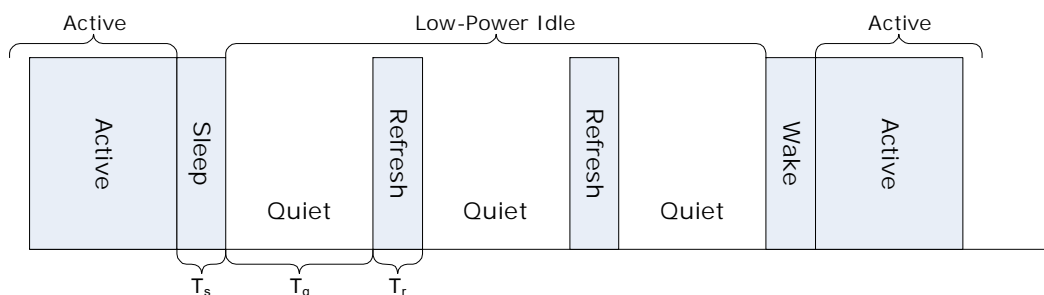 Active
Low-Power Idle
Active
Active
Sleep
Quiet
Refresh
Quiet
Refresh
Quiet
Wake
Active
Ts
Tq
Tr